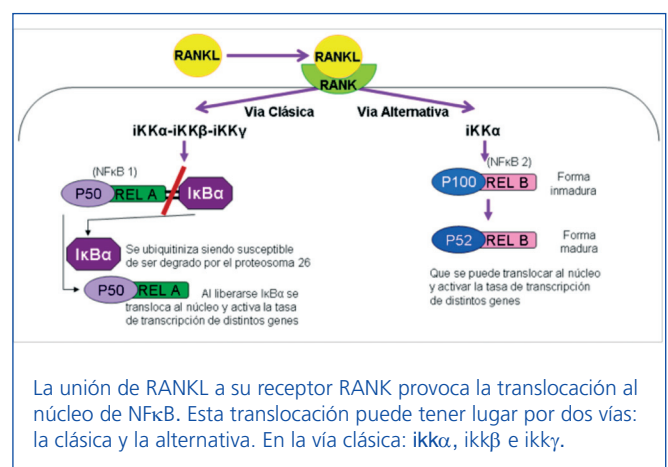 RANKL
RANKL
RANK
Via Clásica
Via Alternativa
iKKα-iKKβ-iKKγ
iKKα
(NFκB 1)
P50 REL A IκBα
(NFκB 2)
P100 REL B
Forma
inmadura
IκBα
Se ubiquitiniza siendo susceptible
de ser degrado por el proteosoma 26
P52 REL B
Forma
madura
P50 REL A
Al liberarse IκBα se
transloca al núcleo y activa la tasa
de transcripción de distintos genes
Que se puede translocar al núcleo
y activar la tasa de transcripción
de distintos genes
La unión de RANKL a su receptor RANK provoca la translocación al
núcleo de NFκB. Esta translocación puede tener lugar por dos vías:
la clásica y la alternativa. En la vía clásica: ikkα, ikkβ e ikkγ.